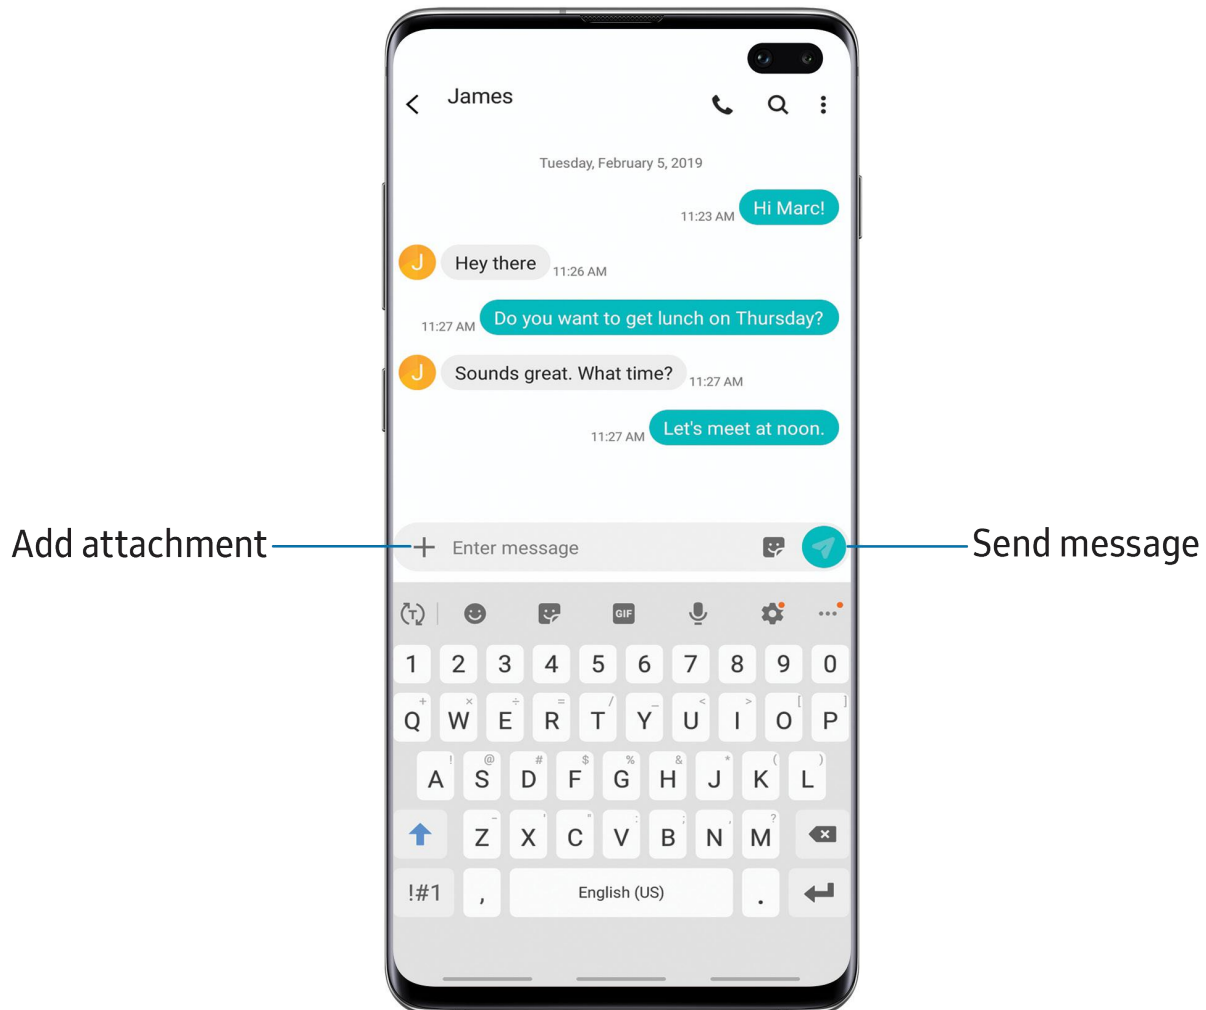 James
Tuesday, February 5, 2019
11:23 AM Hi Marc!
J Hey there 11:26 AM
11:27 AM Do you want to get lunch on Thursday?
J Sounds great. What time? 11:27 AM
11:27 AM Let's meet at noon.
Add attachment + Enter message Send message
T GIF
1 2 3 4 5 6 7 8 9 0
+ × ÷ = / _ < > [ ]
Q W E R T Y U I O P
! @ # $ % & * ( )
A S D F G H J K L
- ' " : ; , ?
Z X C V B N M
!#1 , English (US) .